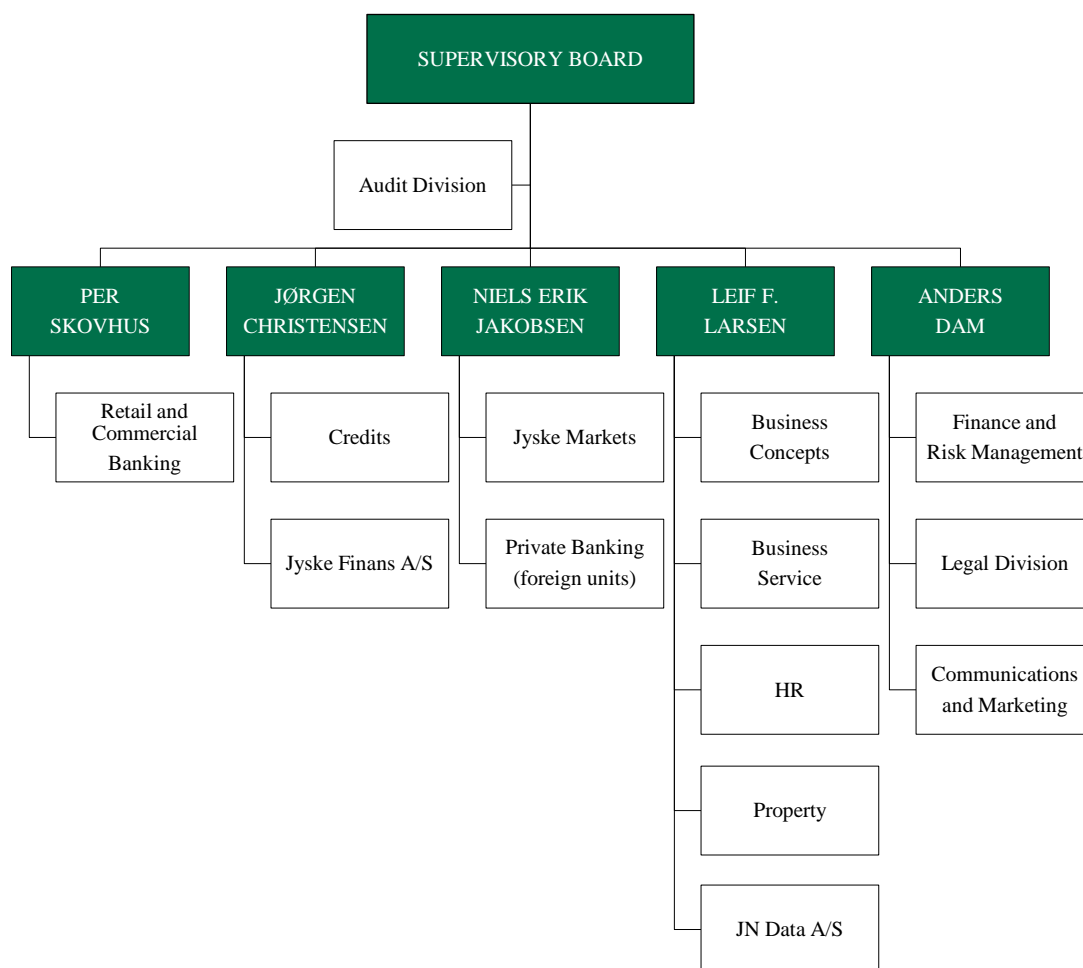 SUPERVISORY BOARD
Audit Division
PER
SKOVHUS
JØRGEN
CHRISTENSEN
NIELS ERIK
JAKOBSEN
LEIF F.
LARSEN
ANDERS
DAM
Retail and
Commercial
Banking
Credits
Jyske Markets
Business
Concepts
Finance and
Risk Management
Jyske Finans A/S
Private Banking
(foreign units)
Business
Service
Legal Division
HR
Communications
and Marketing
Property
JN Data A/S